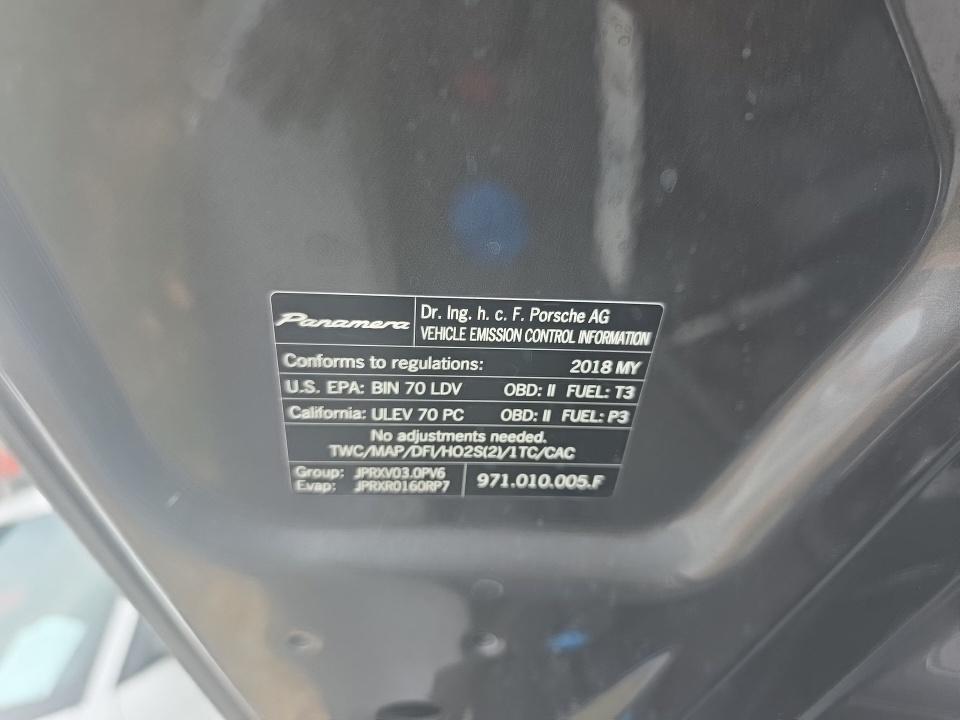 Panamera
Dr. Ing. h. c. F. Porsche AG
VEHICLE EMISSION CONTROL INFORMATION
Conforms to regulations: 2018 MY
U.S. EPA: BIN 70 LDV OBD: II FUEL: T3
California: ULEV 70 PC OBD: II FUEL: P3
No adjustments needed.
TWC/MAP/DFI/HO2S(2)/1TC/CAC
Group: JPRXV03.0PV6
Evap: JPRXR0160RP7
971.010.005.F